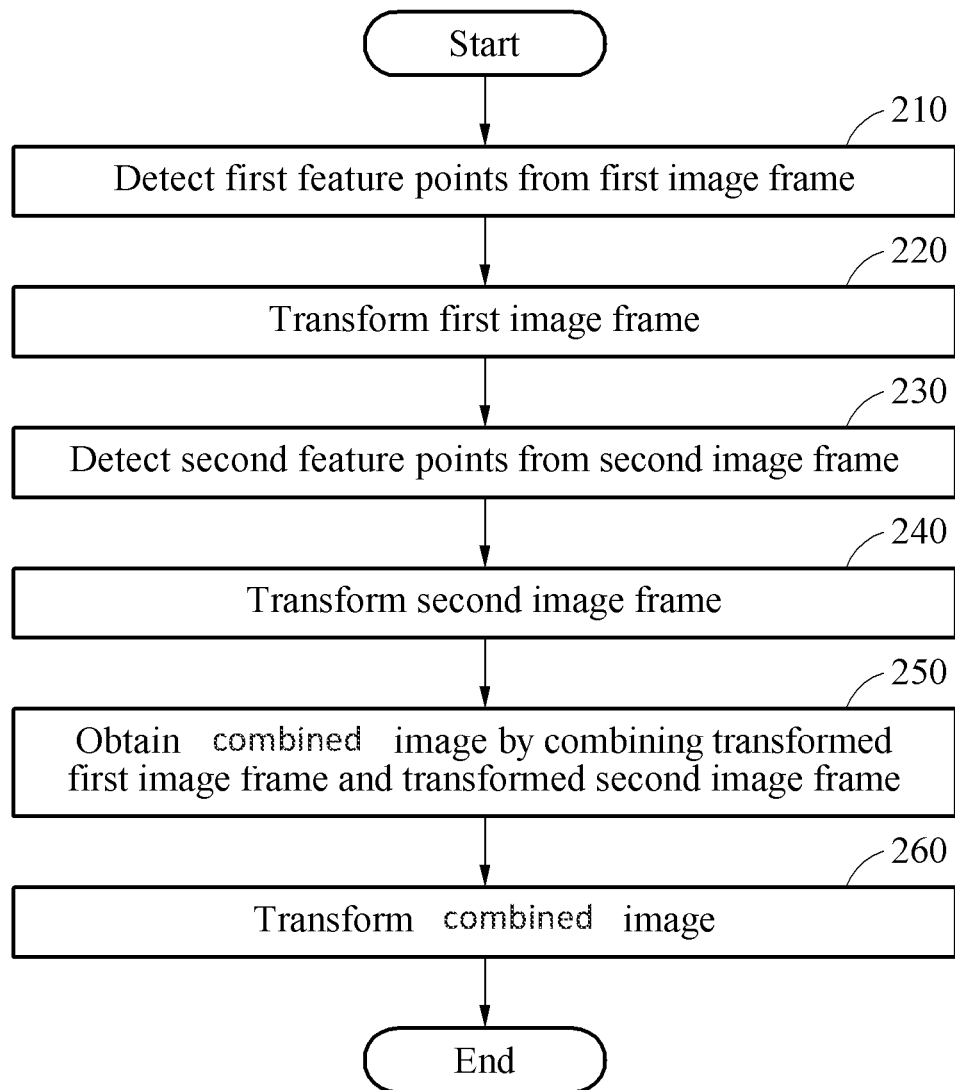 Start
210
Detect first feature points from first image frame
220
Transform first image frame
230
Detect second feature points from second image frame
240
Transform second image frame
250
Obtain combined image by combining transformed
first image frame and transformed second image frame
260
Transform combined image
End